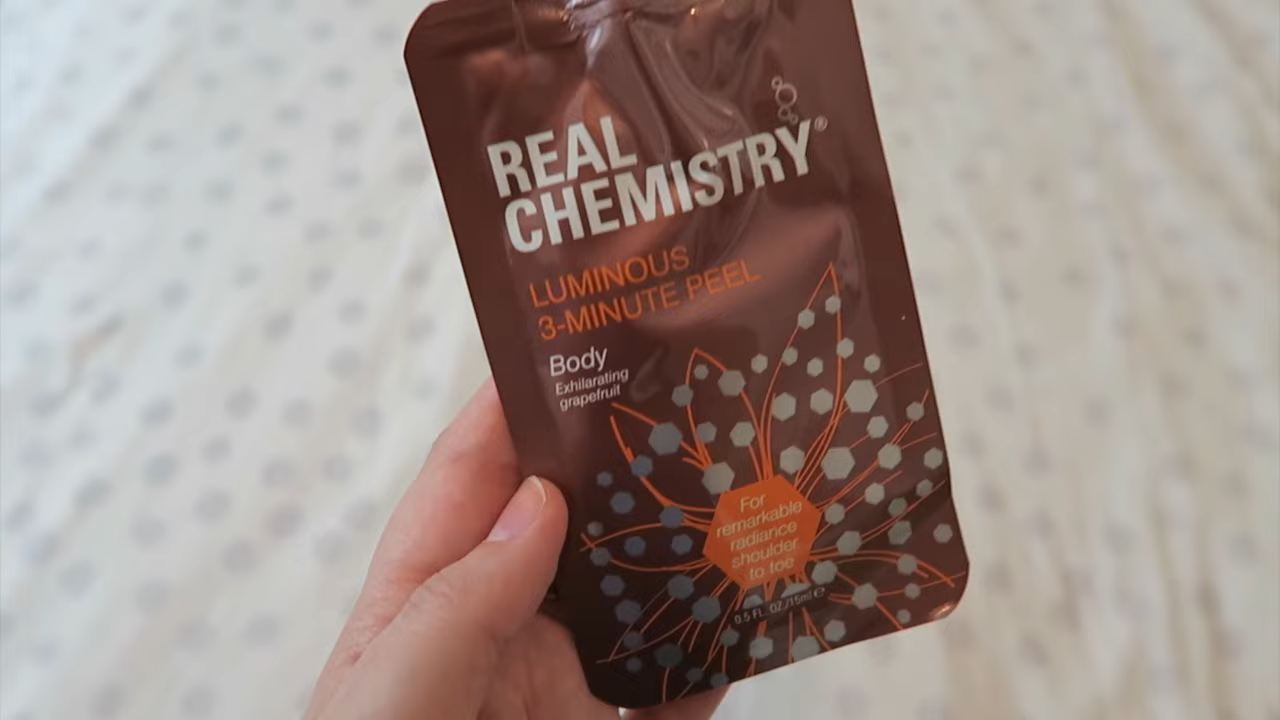 REAL
CHEMISTRY®
LUMINOUS
3-MINUTE PEEL
Body
Exhilarating
grapefruit
For
remarkable
radiance
shoulder
to toe
0.5 FL. OZ./15ml ℮